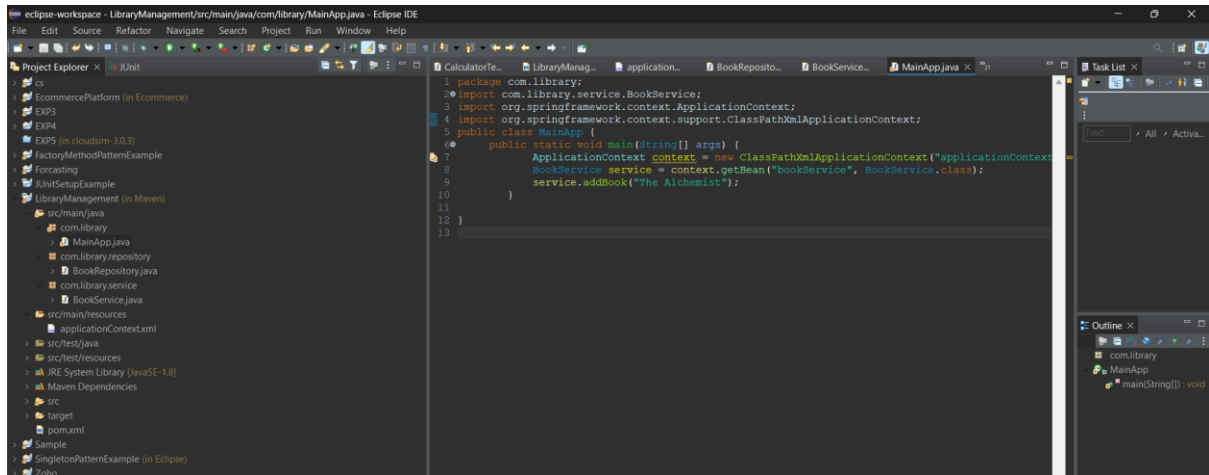 eclipse-workspace - LibraryManagement/src/main/java/com/library/MainApp.java - Eclipse IDE
File Edit Source Refactor Navigate Search Project Run Window Help
Project Explorer × JUnit
cs
EcommercePlatform (in Ecommerce)
EXP3
EXP4
EXP5 (in cloudsim-3.0.3)
FactoryMethodPatternExample
Forcasting
JUnitSetupExample
LibraryManagement (in Maven)
src/main/java
com.library
MainApp.java
com.library.repository
BookRepository.java
com.library.service
BookService.java
src/main/resources
applicationContext.xml
src/test/java
src/test/resources
JRE System Library [JavaSE-1.8]
Maven Dependencies
src
target
pom.xml
Sample
SingletonPatternExample (in Eclipse)
Zoho
CalculatorTe... LibraryManag... application... BookReposito... BookService... MainApp.java ×
1 package com.library;
2 import com.library.service.BookService;
3 import org.springframework.context.ApplicationContext;
4 import org.springframework.context.support.ClassPathXmlApplicationContext;
5 public class MainApp {
6 public static void main(String[] args) {
7 ApplicationContext context = new ClassPathXmlApplicationContext("applicationContext
8 BookService service = context.getBean("bookService", BookService.class);
9 service.addBook("The Alchemist");
10 }
11
12 }
13
Task List ×
Find All Activa...
Outline ×
com.library
MainApp
main(String[]) : void